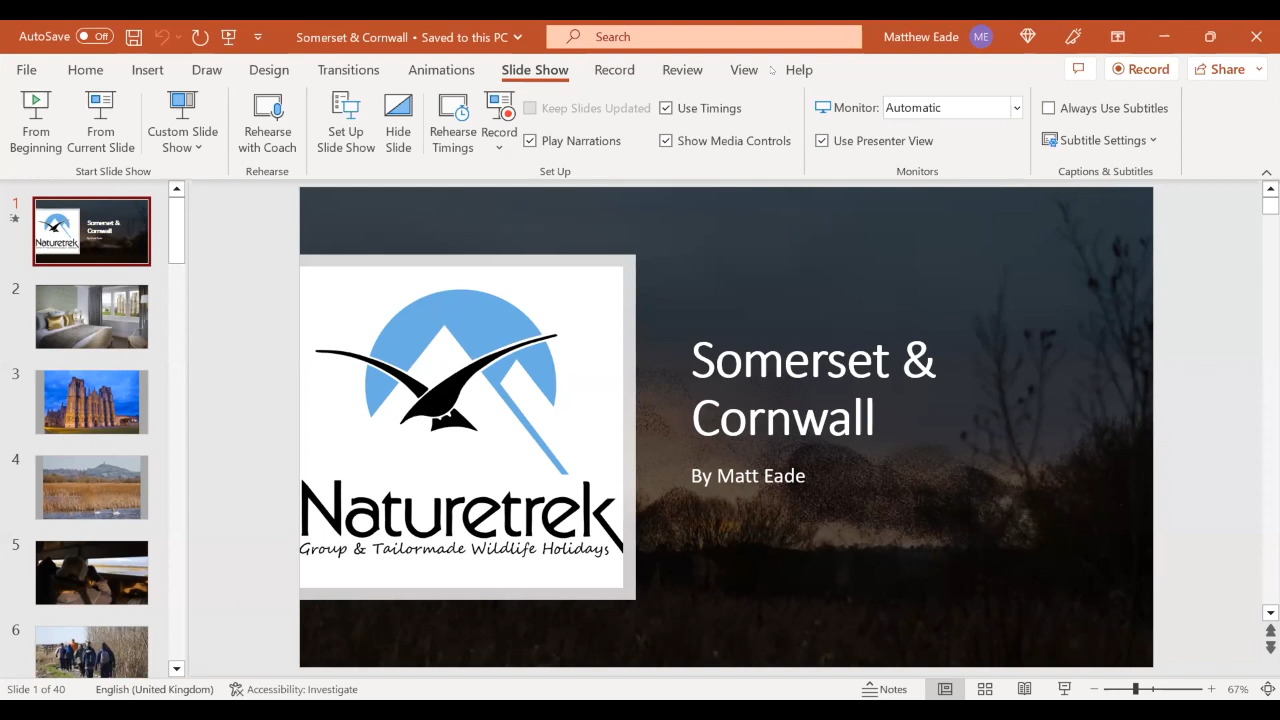 AutoSave Off
Somerset & Cornwall • Saved to this PC
Search
Matthew Eade ME
File Home Insert Draw Design Transitions Animations Slide Show Record Review View Help
Record Share
From Beginning
From Current Slide
Custom Slide Show
Start Slide Show
Rehearse with Coach
Rehearse
Set Up Slide Show
Hide Slide
Rehearse Timings
Record
Keep Slides Updated
Play Narrations
Use Timings
Show Media Controls
Set Up
Monitor: Automatic
Use Presenter View
Monitors
Always Use Subtitles
Subtitle Settings
Captions & Subtitles
1
Somerset &
Cornwall
Naturetrek
2
3
4
5
6
Naturetrek
Group & Tailormade Wildlife Holidays
Somerset &
Cornwall
By Matt Eade
Slide 1 of 40 English (United Kingdom) Accessibility: Investigate
Notes
67%